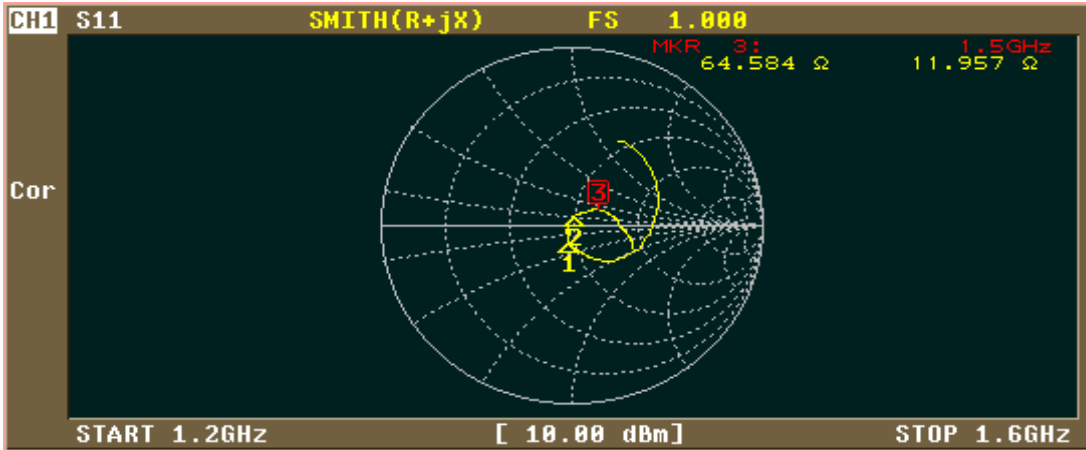 CH1 S11 SMITH(R+jX) FS 1.000
MKR 3: 1.5GHz
64.584 Ω 11.957 Ω
3
Cor
2
1
START 1.2GHz [ 10.00 dBm] STOP 1.6GHz